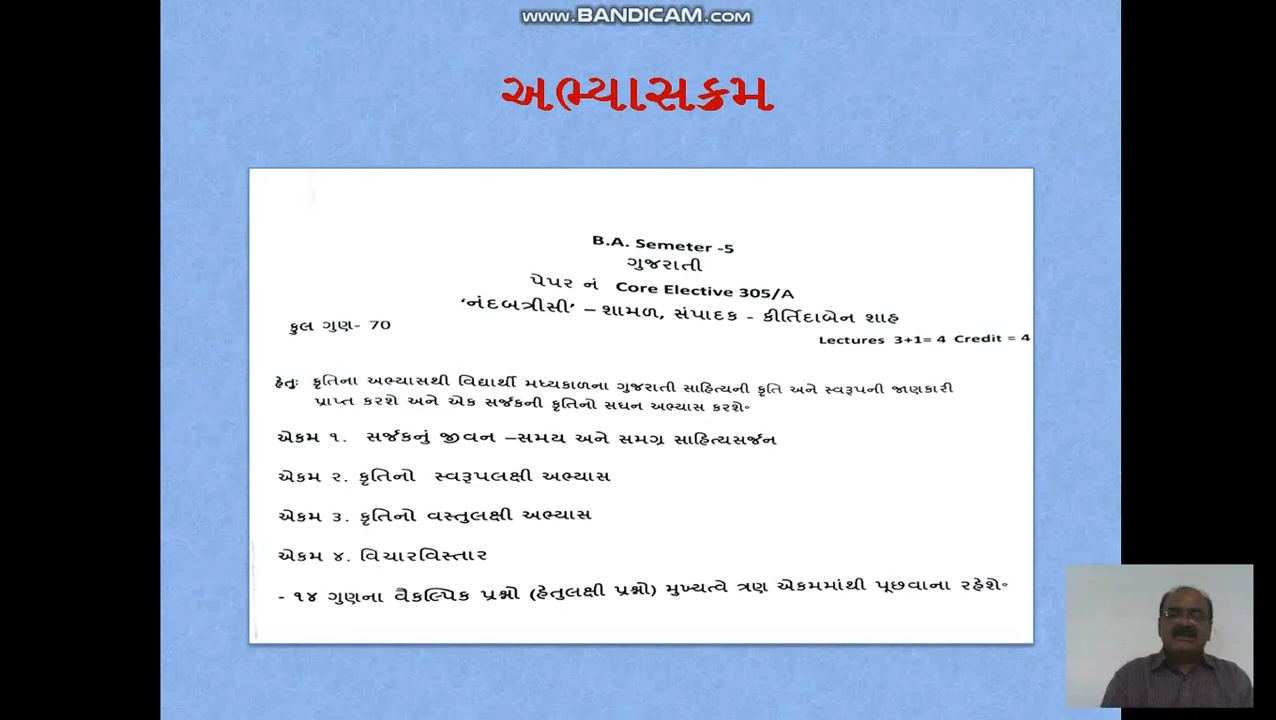 www.BANDICAM.com
અભ્યાસક્રમ
B.A. Semeter -5
ગુજરાતી
પેપર નં Core Elective 305/A
‘નંદબત્રીસી’ – શામળ, સંપાદક - કીર્તિદાબેન શાહ
કુલ ગુણ- 70
Lectures 3+1= 4 Credit = 4
હેતુઃ કૃતિના અભ્યાસથી વિદ્યાર્થી મધ્યકાળના ગુજરાતી સાહિત્યની કૃતિ અને સ્વરૂપની જાણકારી
પ્રાપ્ત કરશે અને એક સર્જકની કૃતિનો સઘન અભ્યાસ કરશે.
એકમ ૧. સર્જકનું જીવન –સમય અને સમગ્ર સાહિત્યસર્જન
એકમ ૨. કૃતિનો સ્વરૂપલક્ષી અભ્યાસ
એકમ ૩. કૃતિનો વસ્તુલક્ષી અભ્યાસ
એકમ ૪. વિચારવિસ્તાર
- ૧૪ ગુણના વૈકલ્પિક પ્રશ્નો (હેતુલક્ષી પ્રશ્નો) મુખ્યત્વે ત્રણ એકમમાંથી પૂછવાના રહેશે.